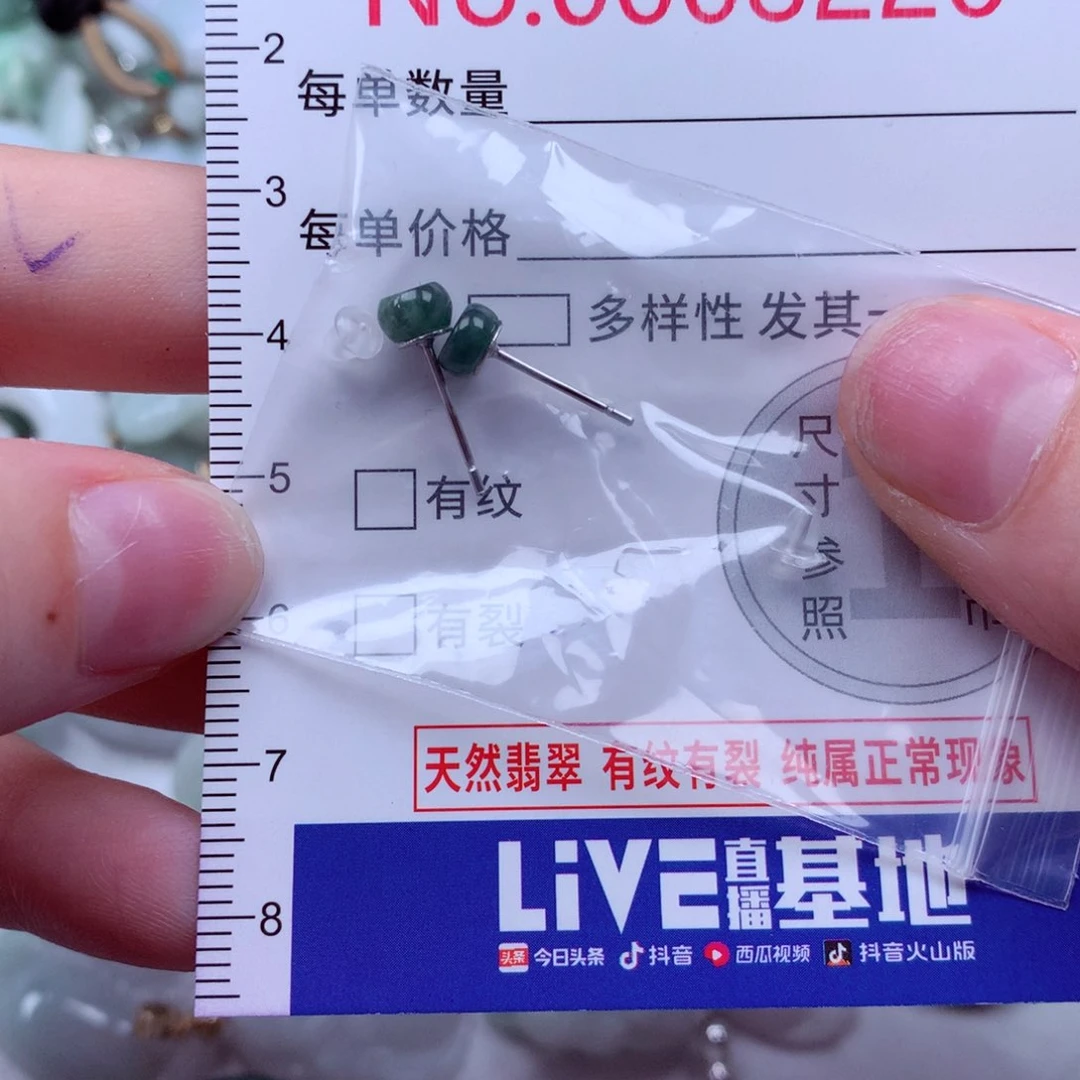 2
每单数量
3
每单价格
4
多样性 发其一
5
有纹
尺寸参照
6
有裂
天然翡翠 有纹有裂 纯属正常现象
7
LiVE直播基地
8
头条 今日头条 抖音 西瓜视频 抖音火山版